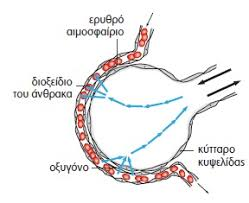 ερυθρό
αιμοσφαίριο
διοξείδιο
του άνθρακα
οξυγόνο
κύτταρο
κυψελίδας